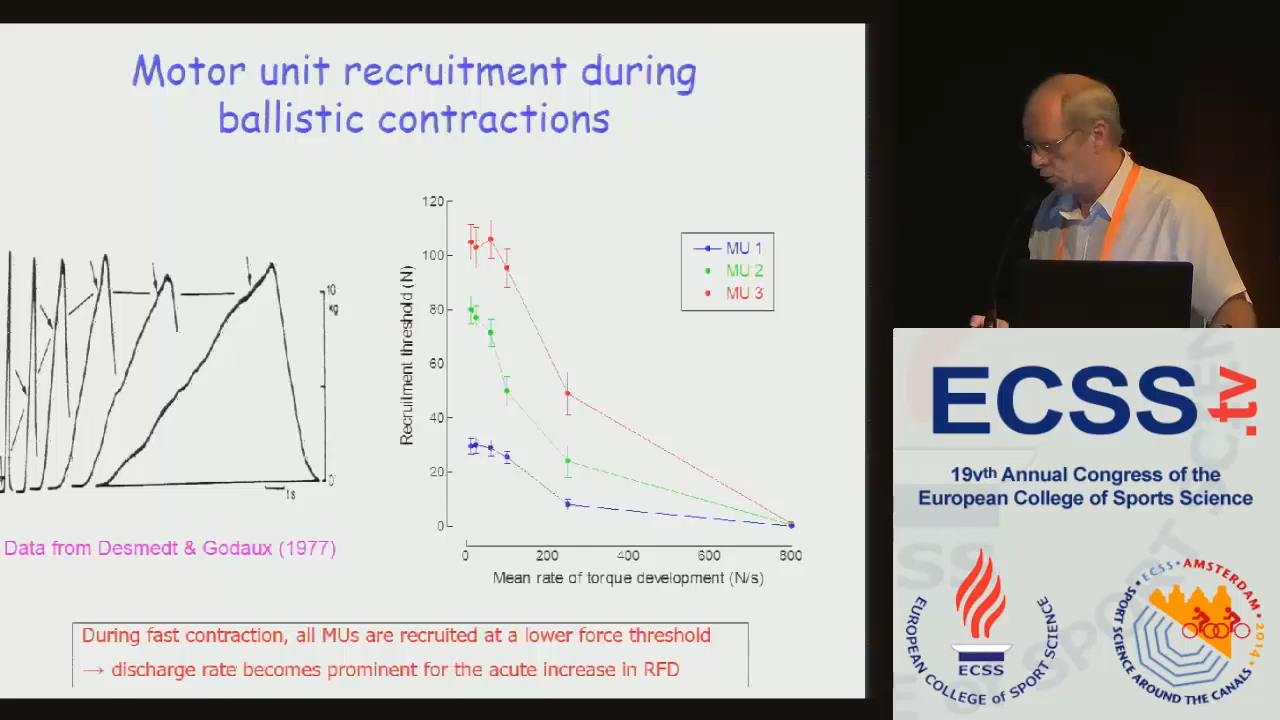 Motor unit recruitment during
ballistic contractions
10
kg
0
1s
Data from Desmedt & Godaux (1977)
Recruitment threshold (N)
120
100
80
60
40
20
0
0 200 400 600 800
Mean rate of torque development (N/s)
MU 1
MU 2
MU 3
During fast contraction, all MUs are recruited at a lower force threshold
→ discharge rate becomes prominent for the acute increase in RFD
ECSS.tv
19vth Annual Congress of the
European College of Sports Science
EUROPEAN COLLEGE OF SPORT SCIENCE
ECSS
• ECSS • AMSTERDAM 2014 •
SPORT SCIENCE AROUND THE CANALS